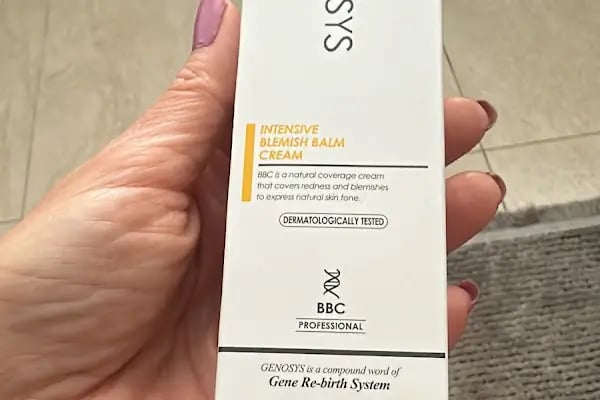 SYS
INTENSIVE
BLEMISH BALM
CREAM
BBC is a natural coverage cream
that covers redness and blemishes
to express natural skin tone.
DERMATOLOGICALLY TESTED
BBC
PROFESSIONAL
GENOSYS is a compound word of
Gene Re-birth System